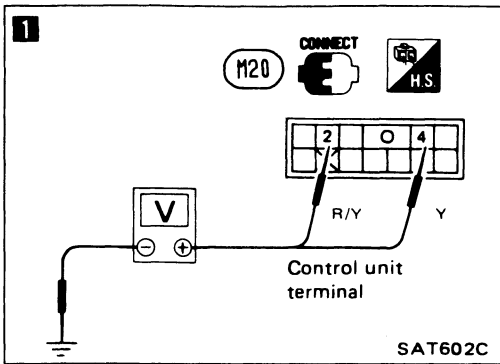 1
CONNECT
M20
H.S.
2 O 4
V
R/Y Y
− +
Control unit
terminal
SAT602C